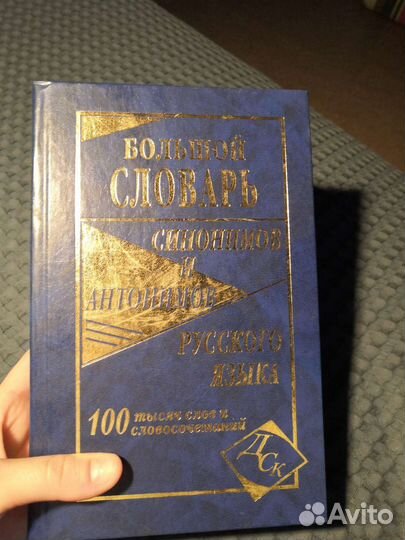 БОЛЬШОЙ
СЛОВАРЬ
СИНОНИМОВ
И
АНТОНИМОВ
РУССКОГО
ЯЗЫКА
100 тысяч слов и
словосочетаний
ДСК
Avito